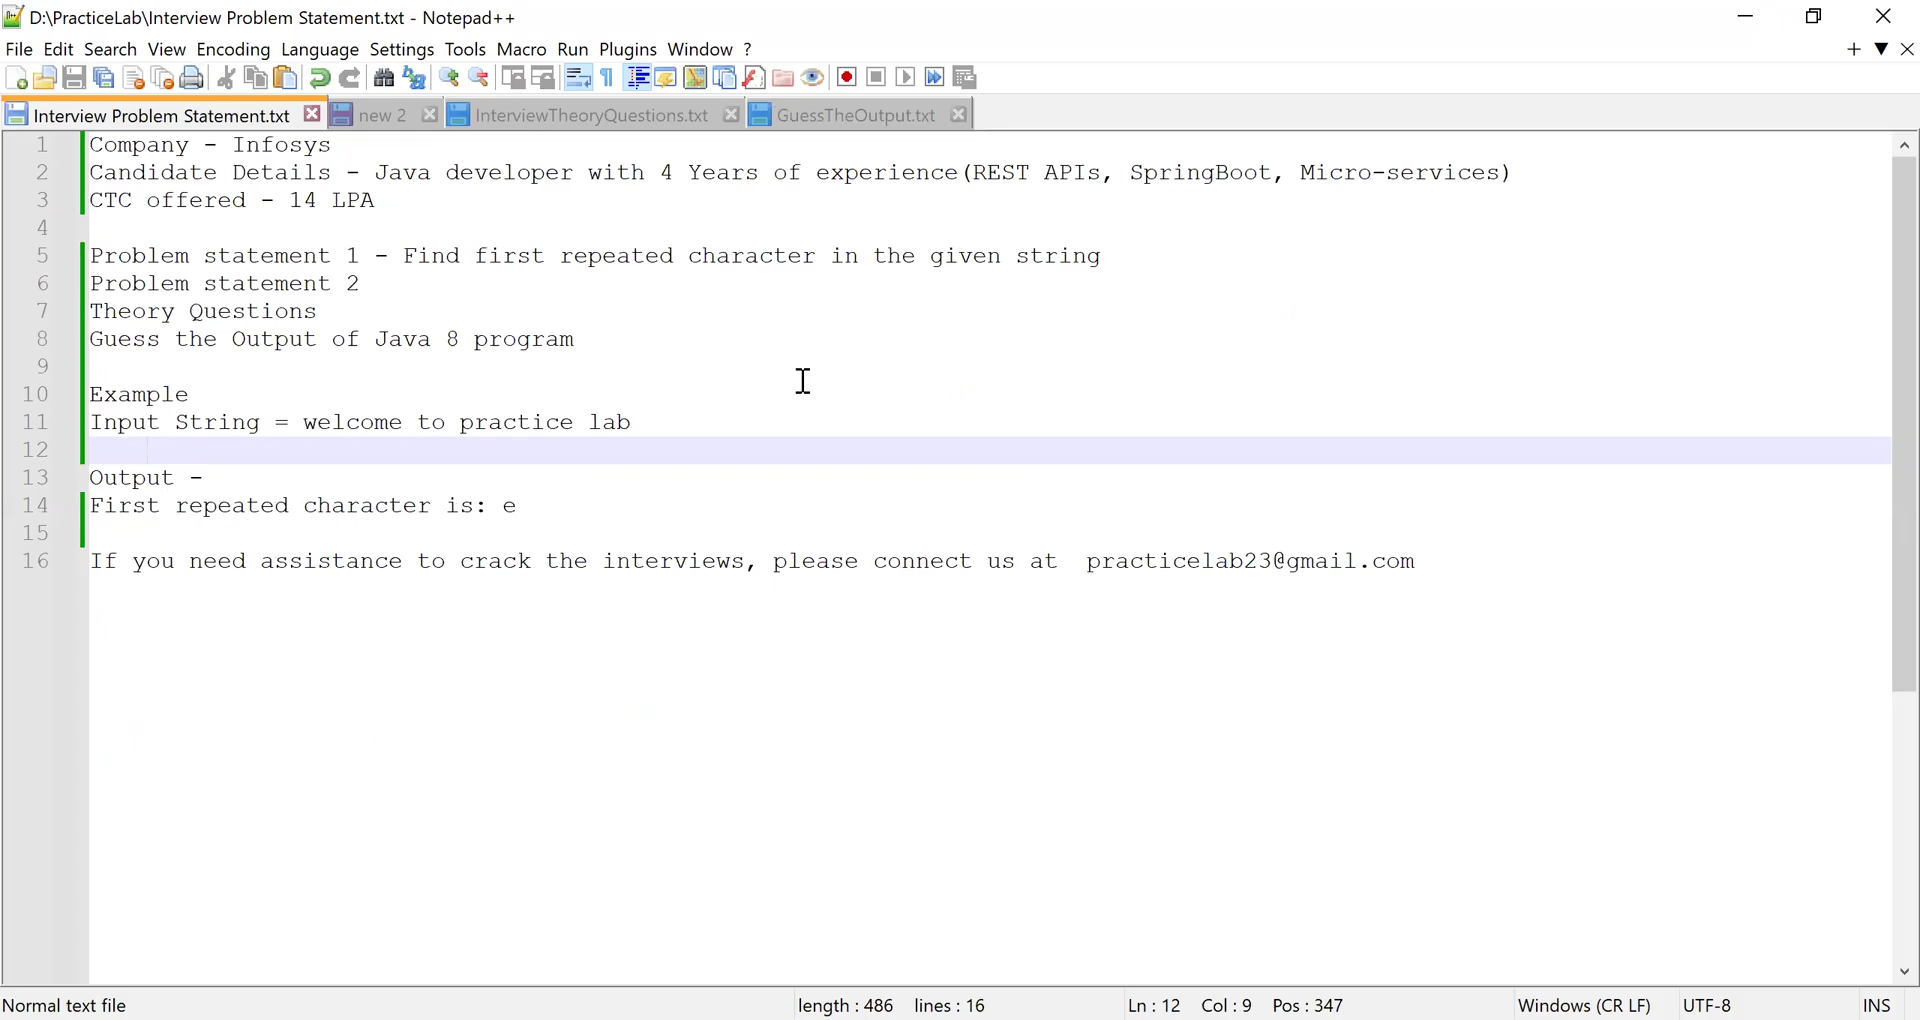 D:\PracticeLab\Interview Problem Statement.txt - Notepad++
File Edit Search View Encoding Language Settings Tools Macro Run Plugins Window ?
Interview Problem Statement.txt new 2 InterviewTheoryQuestions.txt GuessTheOutput.txt
1 Company - Infosys
2 Candidate Details - Java developer with 4 Years of experience(REST APIs, SpringBoot, Micro-services)
3 CTC offered - 14 LPA
4
5 Problem statement 1 - Find first repeated character in the given string
6 Problem statement 2
7 Theory Questions
8 Guess the Output of Java 8 program
9
10 Example
11 Input String = welcome to practice lab
12
13 Output -
14 First repeated character is: e
15
16 If you need assistance to crack the interviews, please connect us at  practicelab23@gmail.com
Normal text file length : 486 lines : 16 Ln : 12 Col : 9 Pos : 347 Windows (CR LF) UTF-8 INS